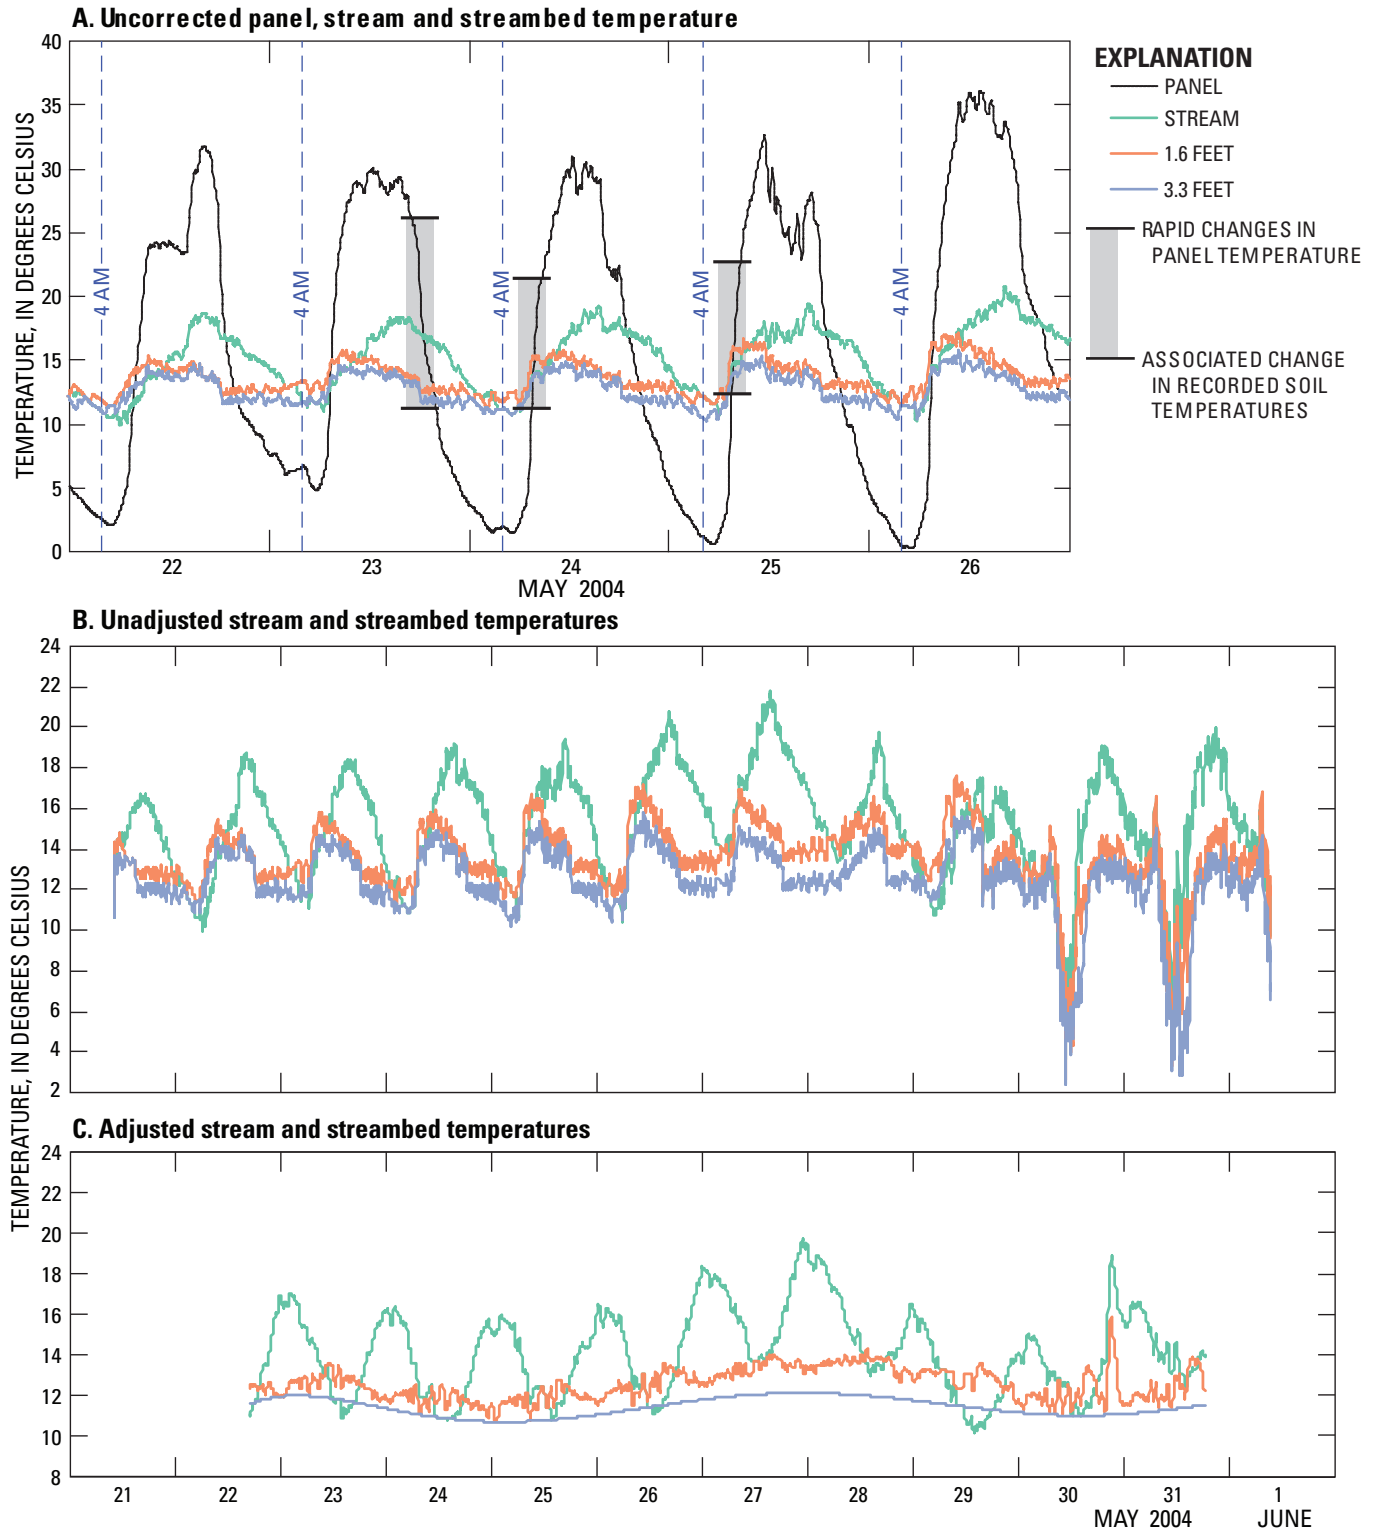 A. Uncorrected panel, stream and streambed temperature
TEMPERATURE, IN DEGREES CELSIUS
40
35
30
25
20
15
10
5
0
4 AM
4 AM
4 AM
4 AM
4 AM
22
23
24
25
26
MAY 2004
EXPLANATION
PANEL
STREAM
1.6 FEET
3.3 FEET
RAPID CHANGES IN
PANEL TEMPERATURE
ASSOCIATED CHANGE
IN RECORDED SOIL
TEMPERATURES
B. Unadjusted stream and streambed temperatures
TEMPERATURE, IN DEGREES CELSIUS
24
22
20
18
16
14
12
10
8
6
4
2
C. Adjusted stream and streambed temperatures
24
22
20
18
16
14
12
10
8
21
22
23
24
25
26
27
28
29
30
31
1
MAY 2004
JUNE